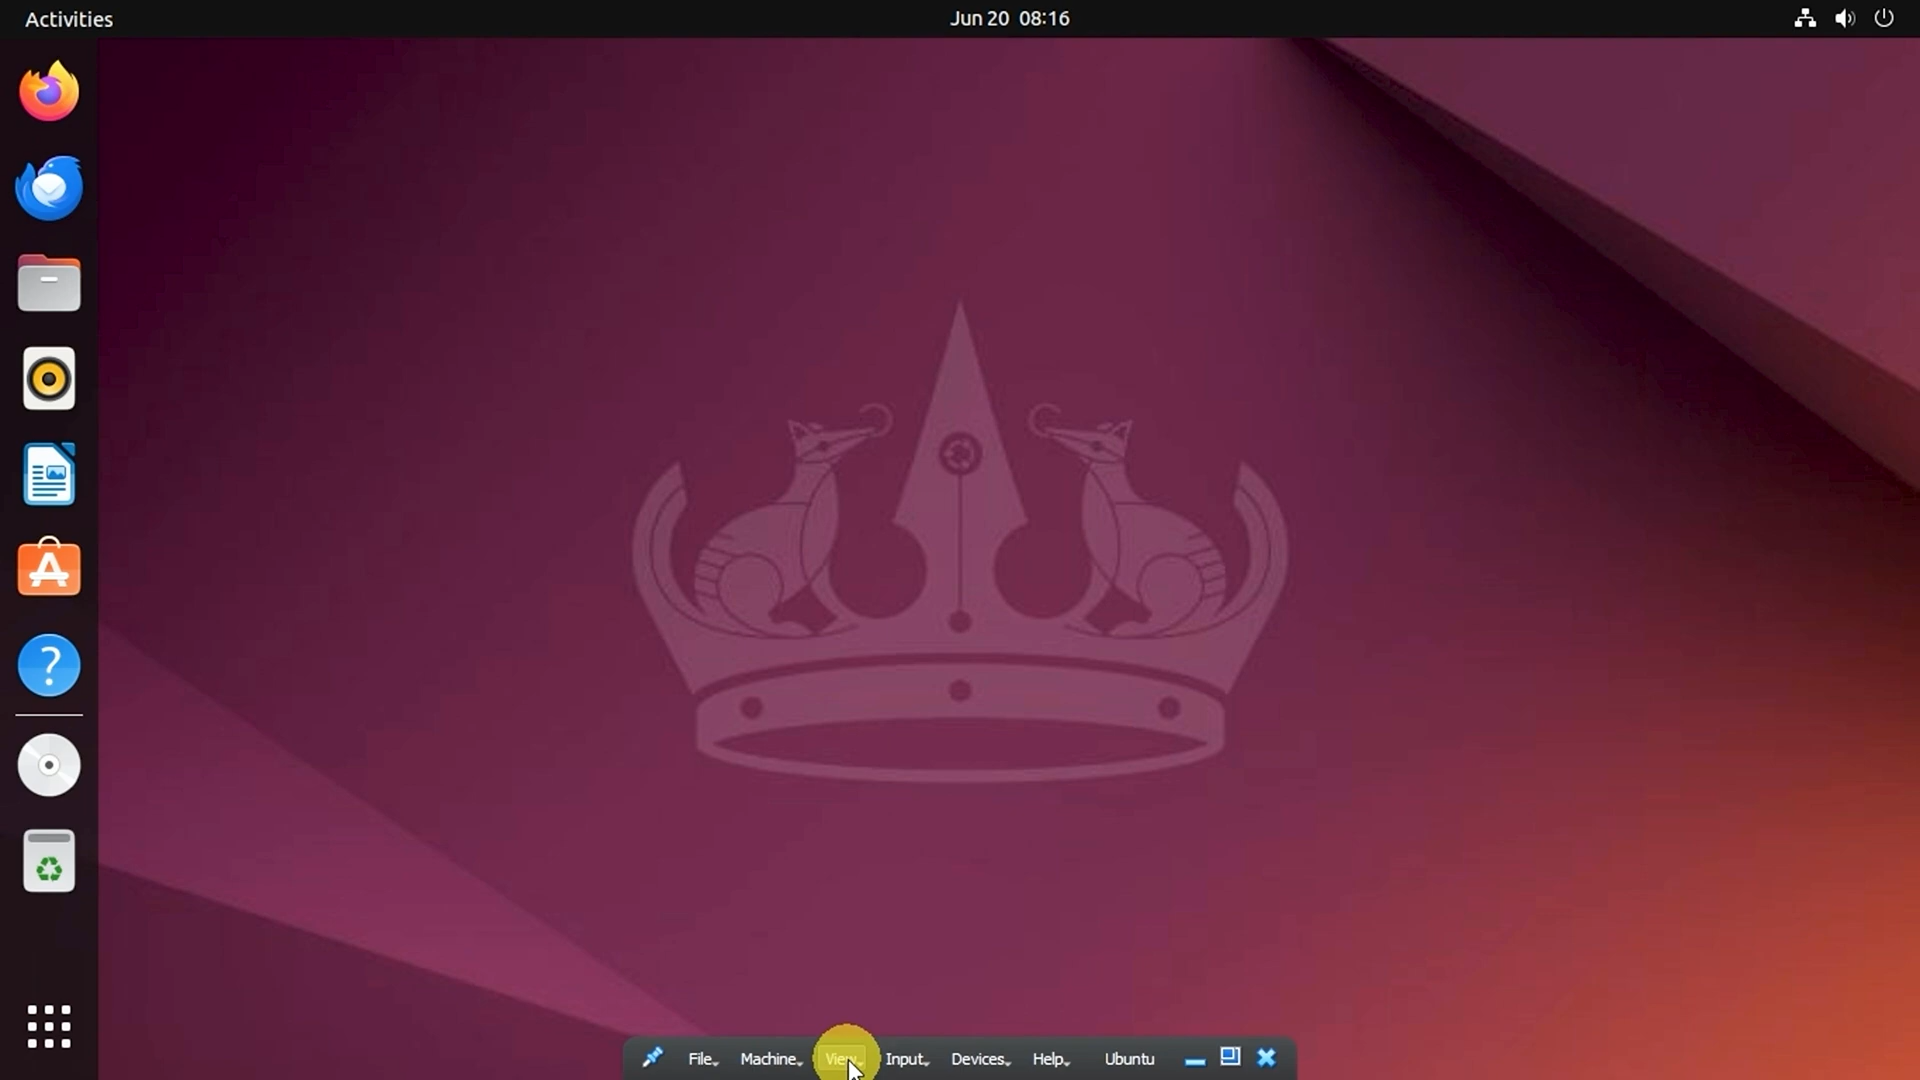 Activities
Jun 20 08:16
File
Machine
View
Input
Devices
Help
Ubuntu